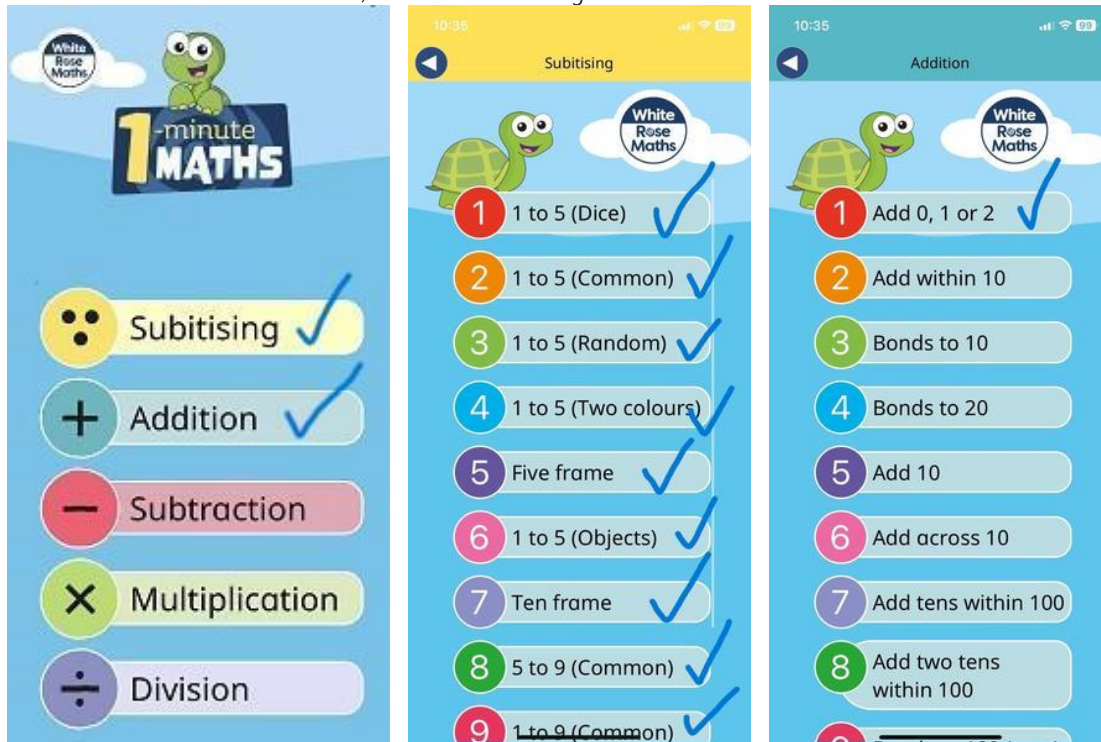 White
Rose
Maths
1-minute
MATHS
Subitising
+ Addition
− Subtraction
× Multiplication
÷ Division
10:35
99
Subitising
White
Rose
Maths
1 1 to 5 (Dice)
2 1 to 5 (Common)
3 1 to 5 (Random)
4 1 to 5 (Two colours)
5 Five frame
6 1 to 5 (Objects)
7 Ten frame
8 5 to 9 (Common)
9 1 to 9 (Common)
10:35
99
Addition
White
Rose
Maths
1 Add 0, 1 or 2
2 Add within 10
3 Bonds to 10
4 Bonds to 20
5 Add 10
6 Add across 10
7 Add tens within 100
8 Add two tens
within 100